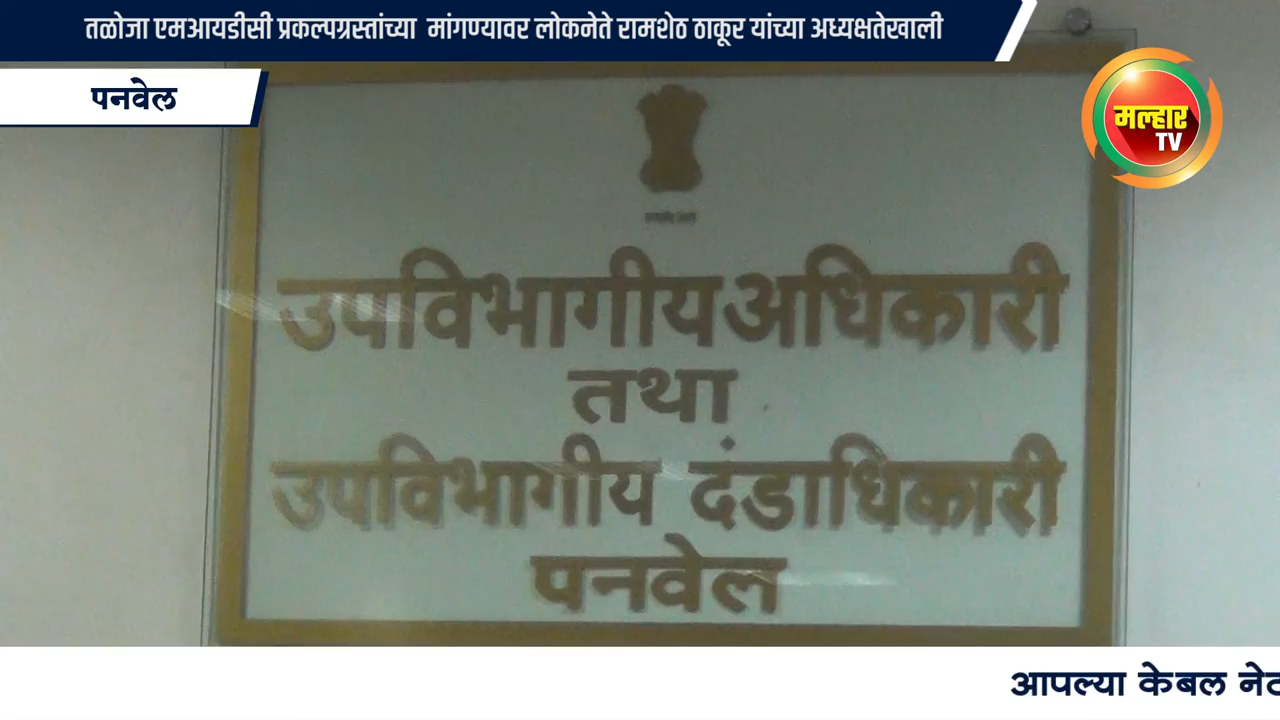 तळोजा एमआयडीसी प्रकल्पग्रस्तांच्या मांगण्यावर लोकनेते रामशेठ ठाकूर यांच्या अध्यक्षतेखाली
पनवेल
मल्हार
TV
उपविभागीय अधिकारी
तथा
उपविभागीय दंडाधिकारी
पनवेल
आपल्या केबल